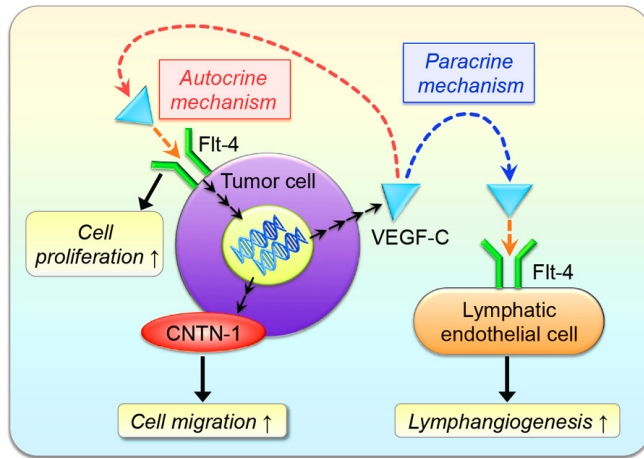 Autocrine
mechanism
Paracrine
mechanism
Flt-4
Tumor cell
VEGF-C
Cell
proliferation ↑
Flt-4
CNTN-1
Lymphatic
endothelial cell
Cell migration ↑
Lymphangiogenesis ↑